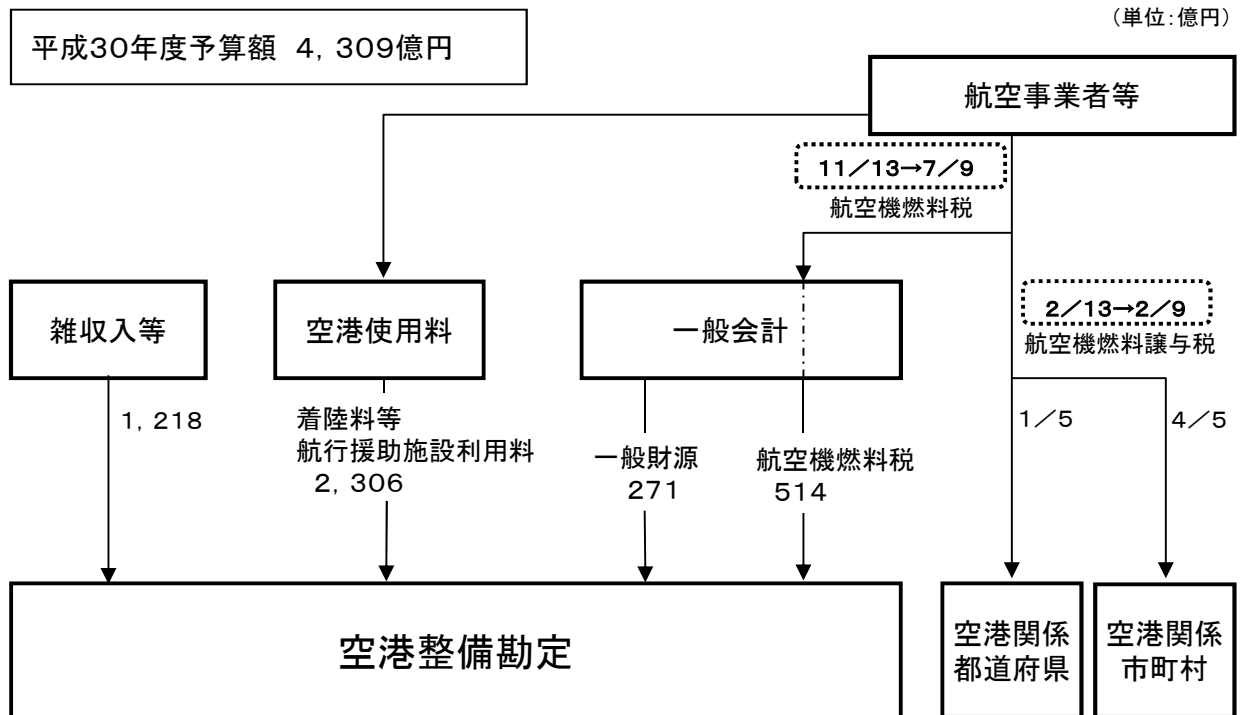 (単位:億円)
平成30年度予算額 4,309億円
航空事業者等
11/13→7/9
航空機燃料税
雑収入等
空港使用料
一般会計
2/13→2/9
航空機燃料譲与税
1,218
着陸料等
航行援助施設利用料
2,306
一般財源
271
航空機燃料税
514
1/5
4/5
空港整備勘定
空港関係
都道府県
空港関係
市町村